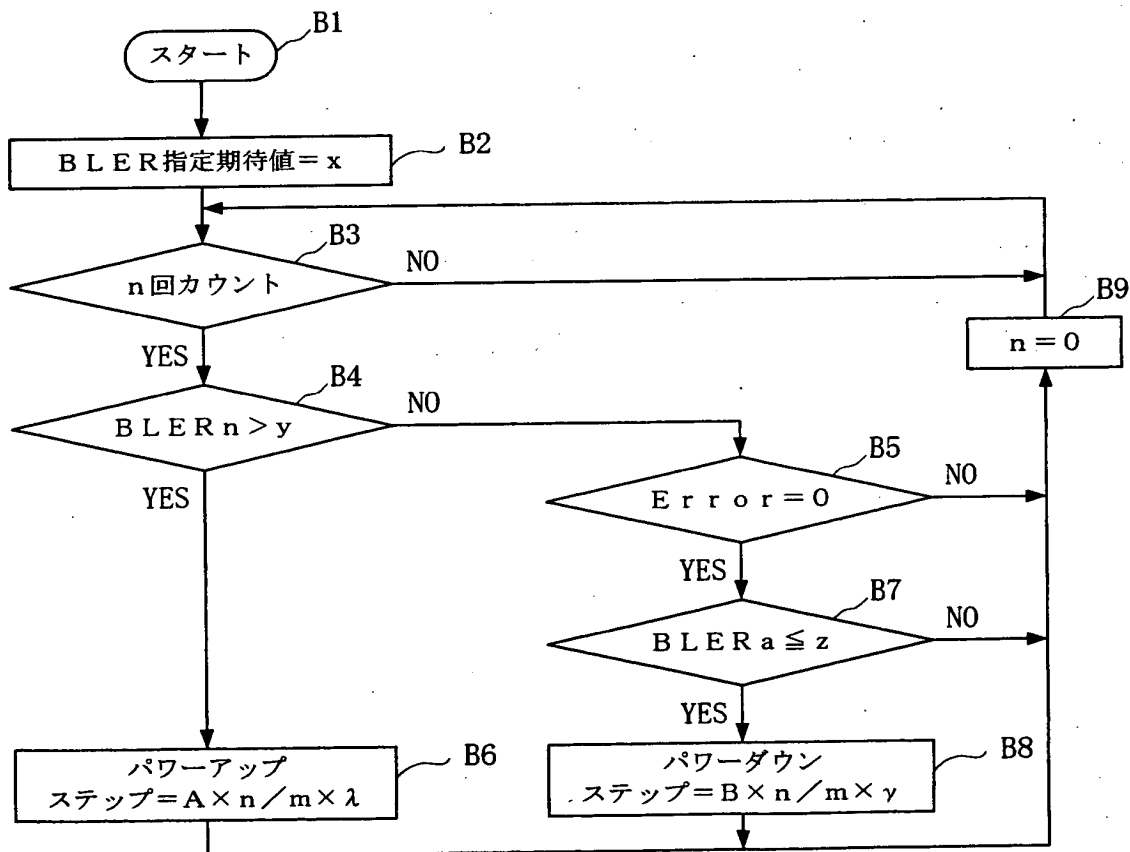 B1
スタート
BLER指定期待値=x
B2
B3
n回カウント
NO
YES
B9
n=0
B4
BLERn>y
NO
YES
B5
Error=0
NO
YES
B7
BLERa≦z
NO
YES
B6
パワーアップ
ステップ=A×n/m×λ
B8
パワーダウン
ステップ=B×n/m×γ